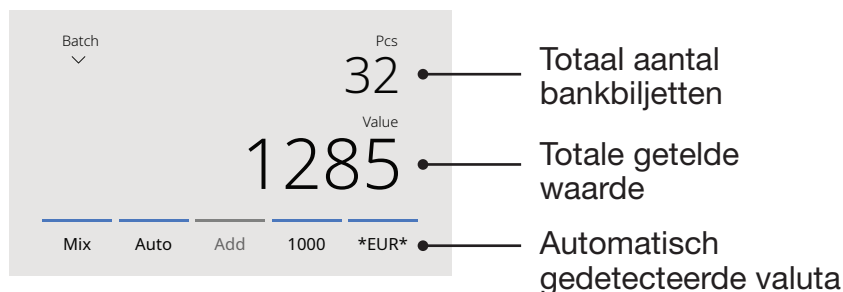 Batch
Pcs
32
Totaal aantal
bankbiljetten
Value
1285
Totale getelde
waarde
Mix Auto Add 1000 *EUR*
Automatisch
gedetecteerde valuta